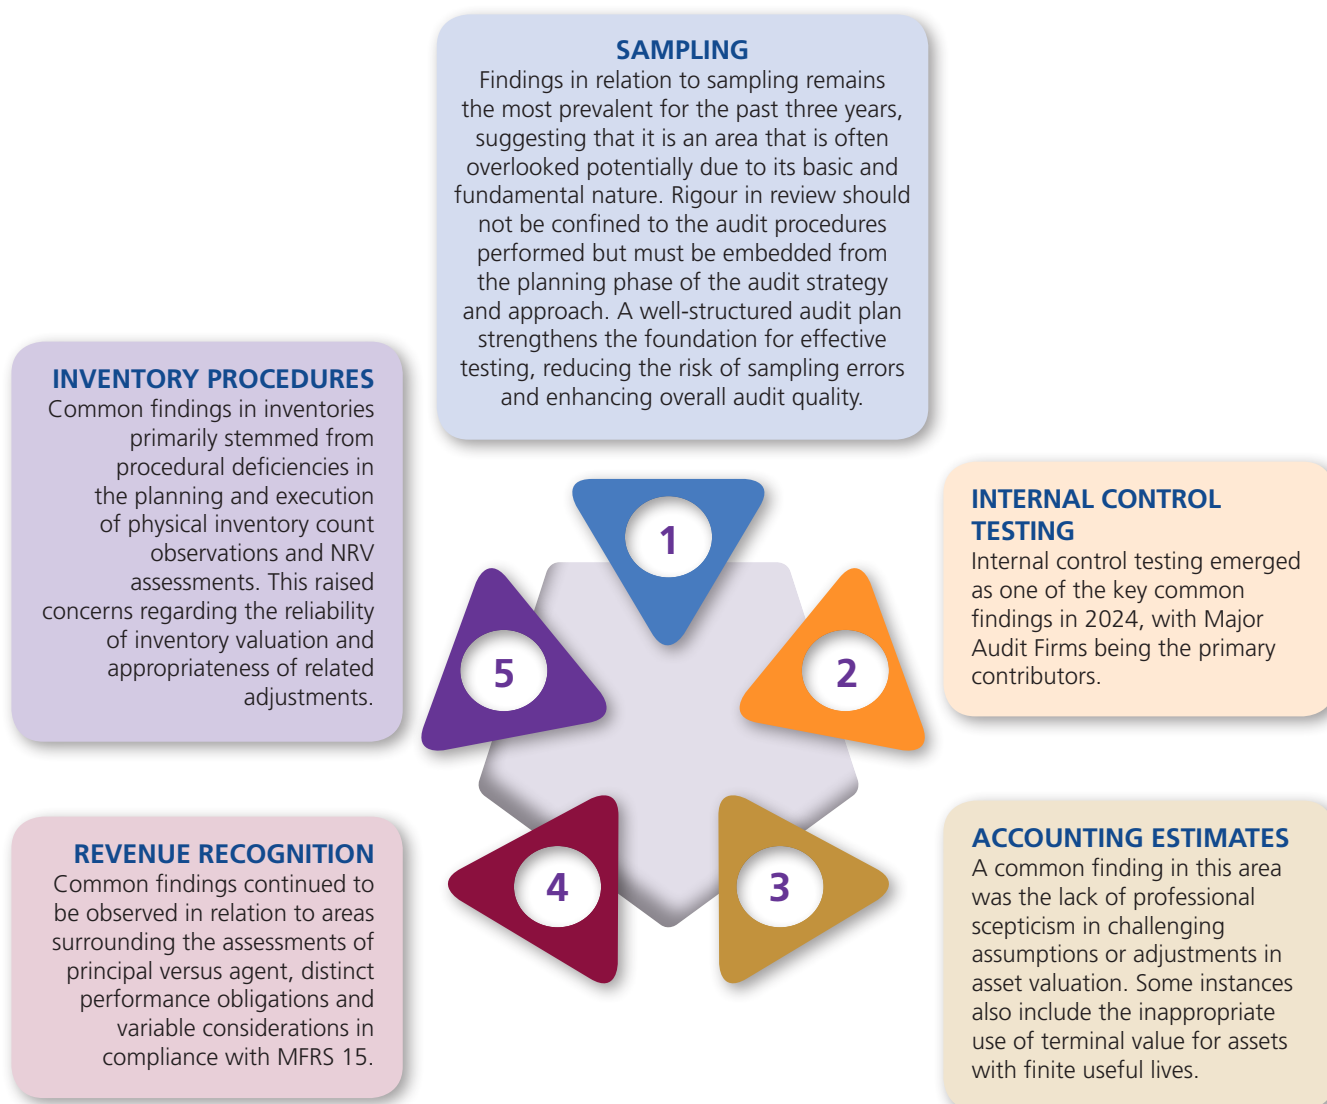 SAMPLING
Findings in relation to sampling remains
the most prevalent for the past three years,
suggesting that it is an area that is often
overlooked potentially due to its basic and
fundamental nature. Rigour in review should
not be confined to the audit procedures
performed but must be embedded from
the planning phase of the audit strategy
and approach. A well-structured audit plan
strengthens the foundation for effective
testing, reducing the risk of sampling errors
and enhancing overall audit quality.
1
INTERNAL CONTROL
TESTING
Internal control testing emerged
as one of the key common
findings in 2024, with Major
Audit Firms being the primary
contributors.
2
ACCOUNTING ESTIMATES
A common finding in this area
was the lack of professional
scepticism in challenging
assumptions or adjustments in
asset valuation. Some instances
also include the inappropriate
use of terminal value for assets
with finite useful lives.
3
REVENUE RECOGNITION
Common findings continued to
be observed in relation to areas
surrounding the assessments of
principal versus agent, distinct
performance obligations and
variable considerations in
compliance with MFRS 15.
4
INVENTORY PROCEDURES
Common findings in inventories
primarily stemmed from
procedural deficiencies in
the planning and execution
of physical inventory count
observations and NRV
assessments. This raised
concerns regarding the reliability
of inventory valuation and
appropriateness of related
adjustments.
5